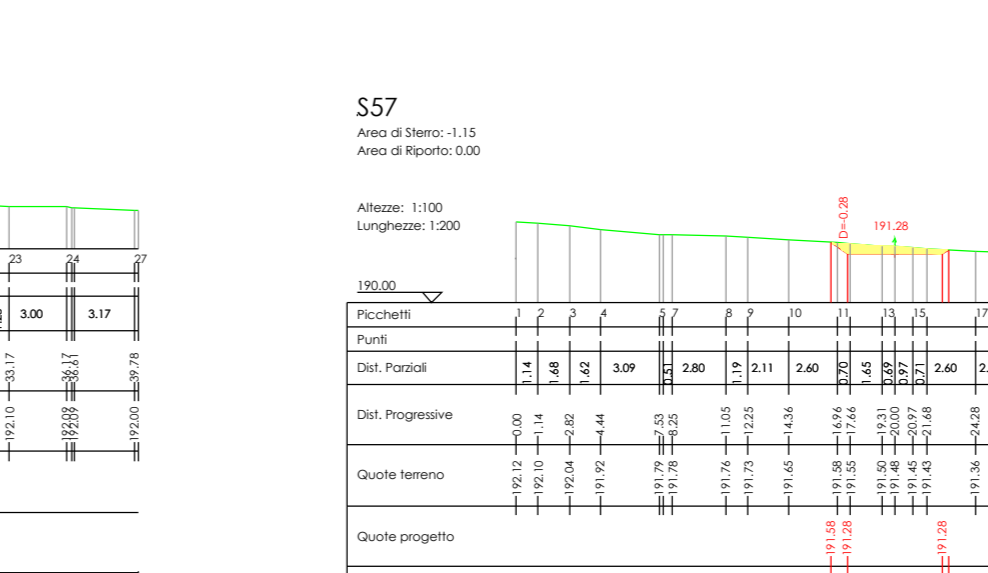 S57
Area di Sterro: -1.15
Area di Riporto: 0.00
Altezze: 1:100
Lunghezze: 1:200
D=-0.28
191.28
190.00
23 24 27
3.00 3.17
33.17 36.17 36.61 39.78
192.10 192.09 192.09 192.00
Picchetti 1 2 3 4 5 7 8 9 10 11 13 15 17
Punti
Dist. Parziali 1.14 1.68 1.62 3.09 0.51 2.80 1.19 2.11 2.60 0.70 1.65 0.69 0.97 0.71 2.60 2.
Dist. Progressive 0.00 1.14 2.82 4.44 7.53 8.25 11.05 12.25 14.36 16.96 17.66 19.31 20.00 20.97 21.68 24.28
Quote terreno 192.12 192.10 192.04 191.92 191.79 191.78 191.76 191.73 191.65 191.58 191.55 191.50 191.48 191.45 191.43 191.36
Quote progetto 191.58 191.28 191.28